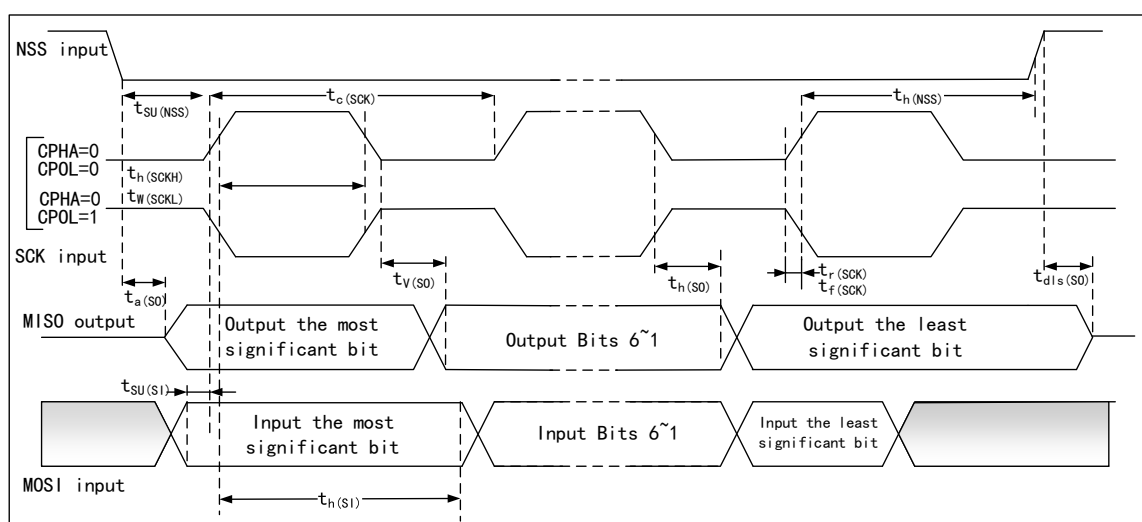 NSS input
tSU(NSS)
tc(SCK)
th(NSS)
CPHA=0
CPOL=0
th(SCKH)
tW(SCKL)
CPHA=0
CPOL=1
SCK input
ta(SO)
tV(SO)
th(SO)
tr(SCK)
tf(SCK)
tdis(SO)
MISO output
Output the most
significant bit
Output Bits 6~1
Output the least
significant bit
tSU(SI)
Input the most
significant bit
Input Bits 6~1
Input the least
significant bit
MOSI input
th(SI)